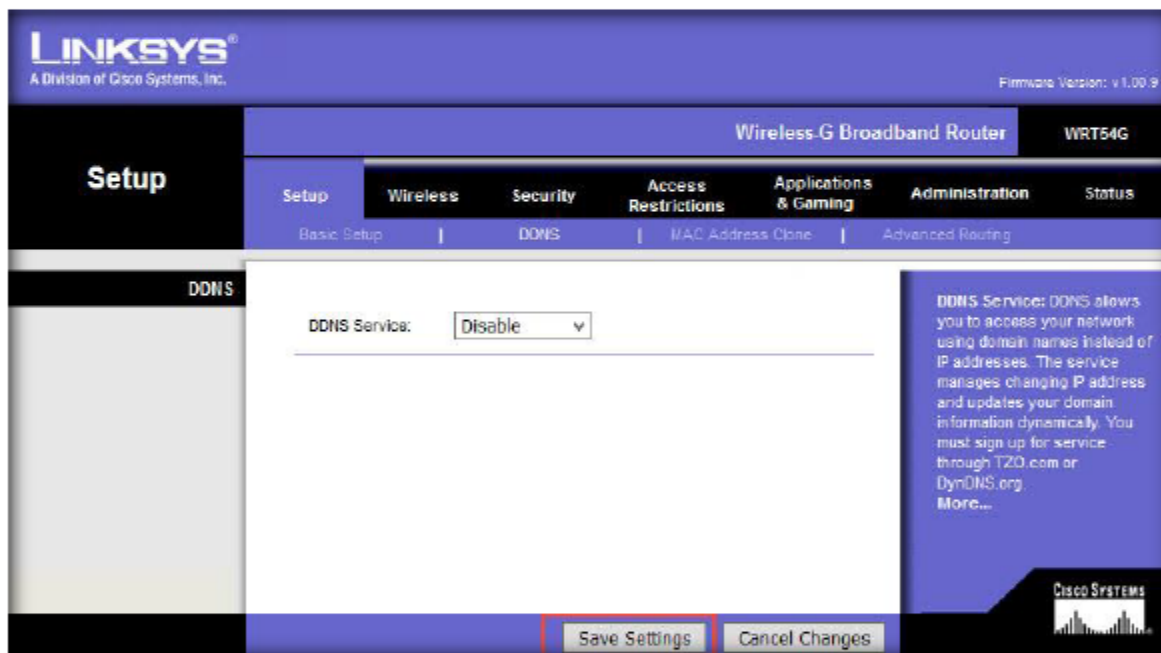 LINKSYS®
A Division of Cisco Systems, Inc.
Firmware Version: v1.00.9
Wireless-G Broadband Router WRT54G
Setup
Setup Wireless Security Access Restrictions Applications & Gaming Administration Status
Basic Setup | DDNS | MAC Address Clone | Advanced Routing
DDNS
DDNS Service: Disable
DDNS Service: DDNS allows
you to access your network
using domain names instead of
IP addresses. The service
manages changing IP address
and updates your domain
information dynamically. You
must sign up for service
through TZO.com or
DynDNS.org.
More...
CISCO SYSTEMS
Save Settings Cancel Changes